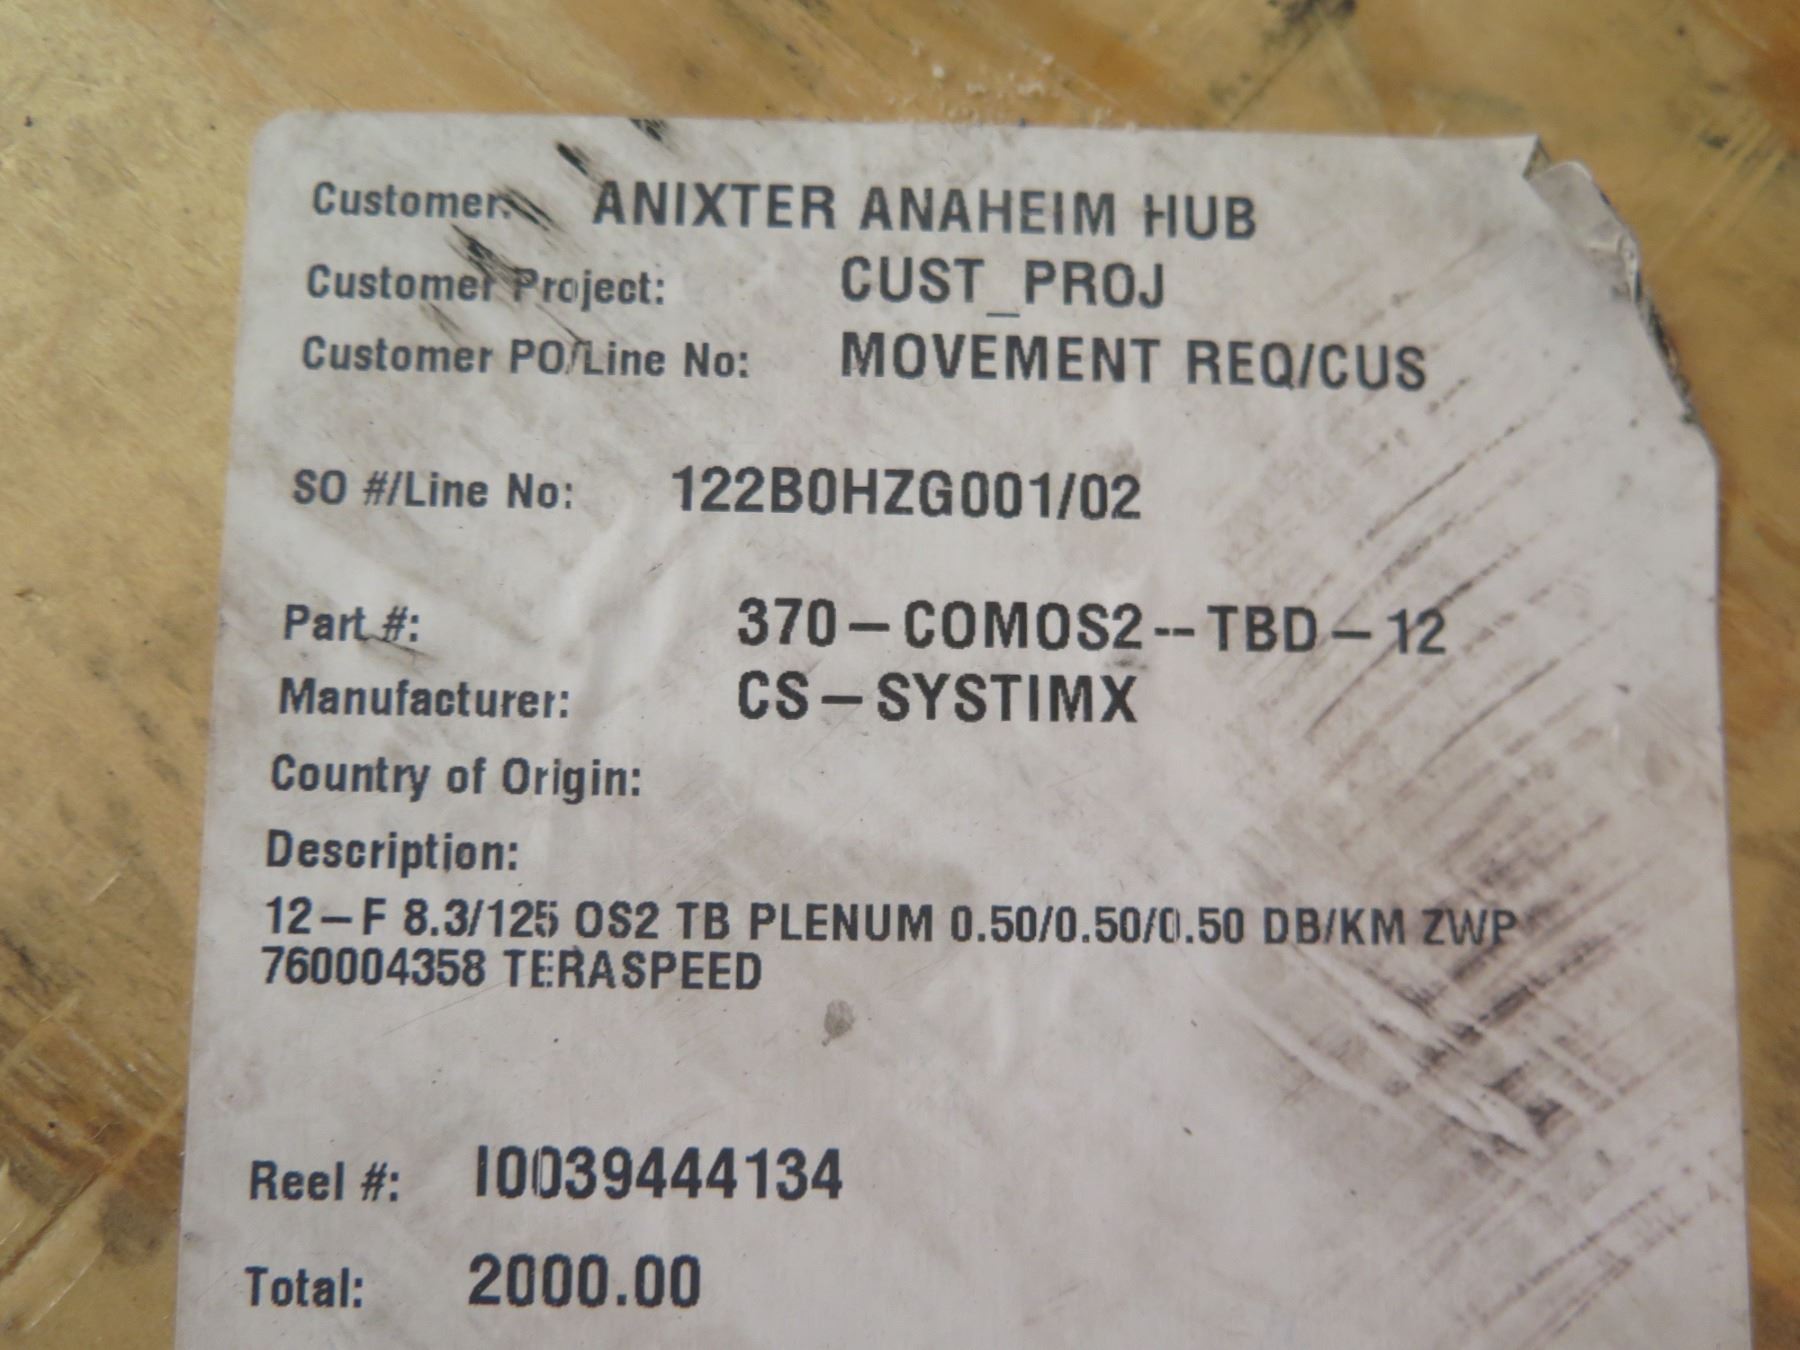 Customer: ANIXTER ANAHEIM HUB
Customer Project: CUST_PROJ
Customer PO/Line No: MOVEMENT REQ/CUS
SO #/Line No: 122B0HZG001/02
Part #: 370-COMOS2--TBD-12
Manufacturer: CS-SYSTIMX
Country of Origin:
Description:
12-F 8.3/125 OS2 TB PLENUM 0.50/0.50/0.50 DB/KM ZWP
760004358 TERASPEED
Reel #: I0039444134
Total: 2000.00